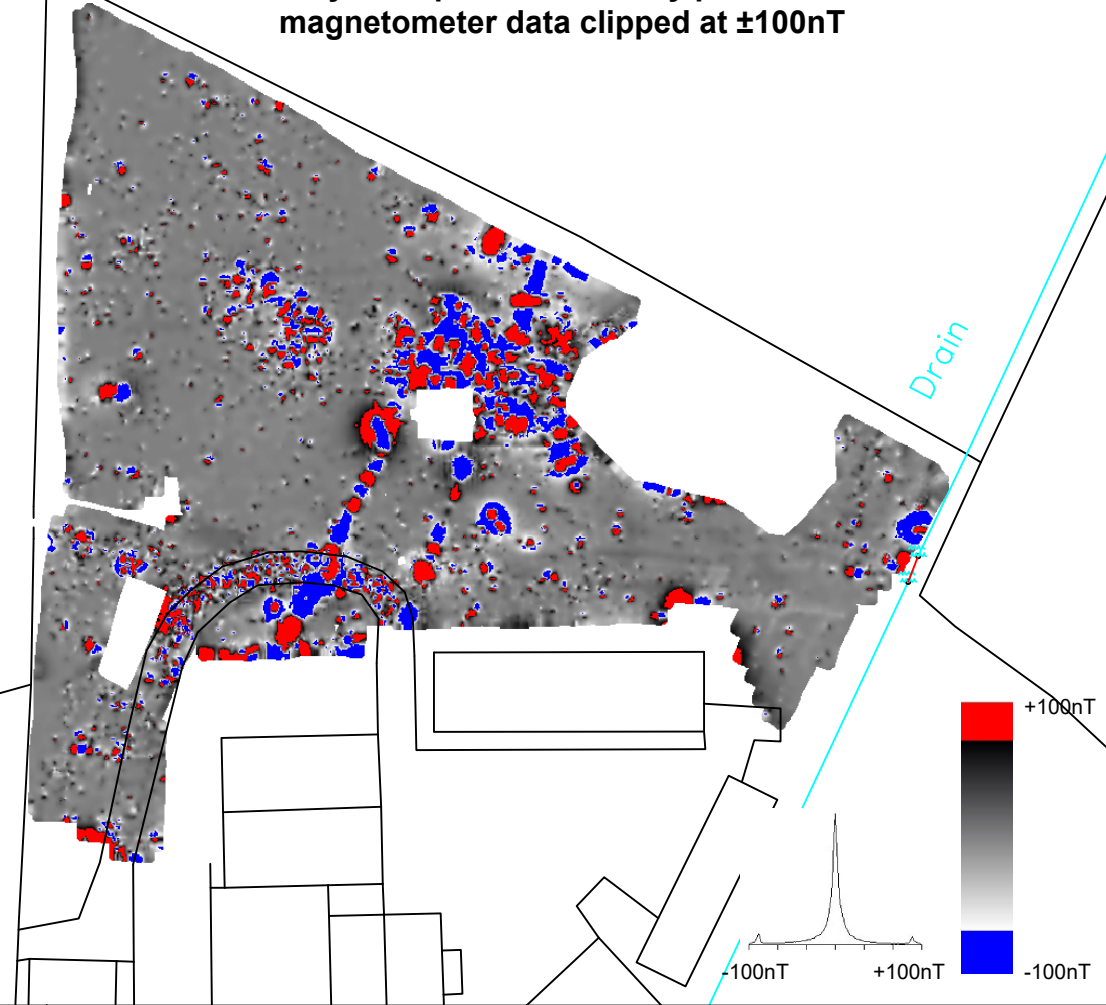 magnetometer data clipped at ±100nT
Drain
+100nT
-100nT
-100nT
+100nT